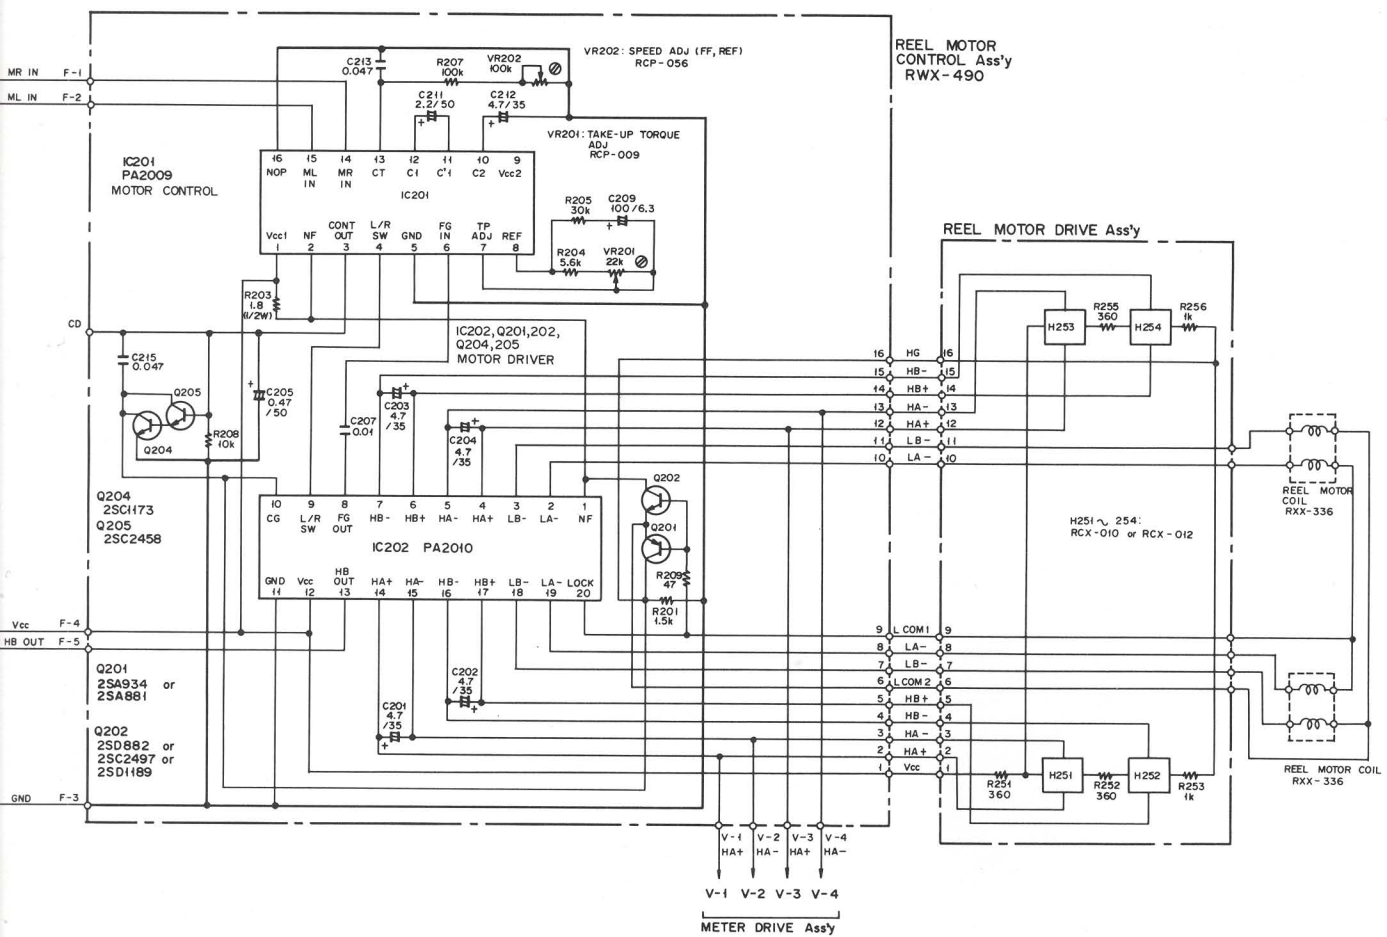 REEL MOTOR
CONTROL Ass'y
RWX-490
VR202: SPEED ADJ (FF, REF)
RCP-056
MR IN F-1
ML IN F-2
C213
0.047
R207
100k
VR202
100k
C211
2.2/50
C212
4.7/35
VR201: TAKE-UP TORQUE
ADJ
RCP-009
IC201
PA2009
MOTOR CONTROL
16 15 14 13 12 11 10 9
NOP ML IN MR IN CT C1 C'1 C2 Vcc2
IC201
Vcc1 NF CONT OUT L/R SW GND FG IN TP ADJ REF
1 2 3 4 5 6 7 8
R205
30k
C209
100/6.3
R204
5.6k
VR201
22k
REEL MOTOR DRIVE Ass'y
R203
1.8
(1/2W)
CD
IC202, Q201, 202,
Q204, 205
MOTOR DRIVER
C215
0.047
Q205
Q204
R208
10k
C205
0.47
/50
C207
0.01
C203
4.7
/35
C204
4.7
/35
H253
R255
360
H254
R256
1k
16 HG 16
15 HB- 15
14 HB+ 14
13 HA- 13
12 HA+ 12
11 LB- 11
10 LA- 10
REEL MOTOR
COIL
RXX-336
Q204
2SC1173
Q205
2SC2458
10 9 8 7 6 5 4 3 2 1
CG L/R SW FG OUT HB- HB+ HA- HA+ LB- LA- NF
IC202 PA2010
GND Vcc HB OUT HA+ HA- HB- HB+ LB- LA- LOCK
11 12 13 14 15 16 17 18 19 20
Q202
Q201
R209
47
R201
1.5k
H251 ~ 254:
RCX-010 or RCX-012
Vcc F-4
HB OUT F-5
Q201
2SA934 or
2SA881
Q202
2SD882 or
2SC2497 or
2SD1189
C202
4.7
/35
C201
4.7
/35
9 L COM1 9
8 LA- 8
7 LB- 7
6 L COM2 6
5 HB+ 5
4 HB- 4
3 HA- 3
2 HA+ 2
1 Vcc 1
R251
360
H251
R252
360
H252
R253
1k
REEL MOTOR COIL
RXX-336
GND F-3
V-1 V-2 V-3 V-4
HA+ HA- HA+ HA-
V-1 V-2 V-3 V-4
METER DRIVE Ass'y